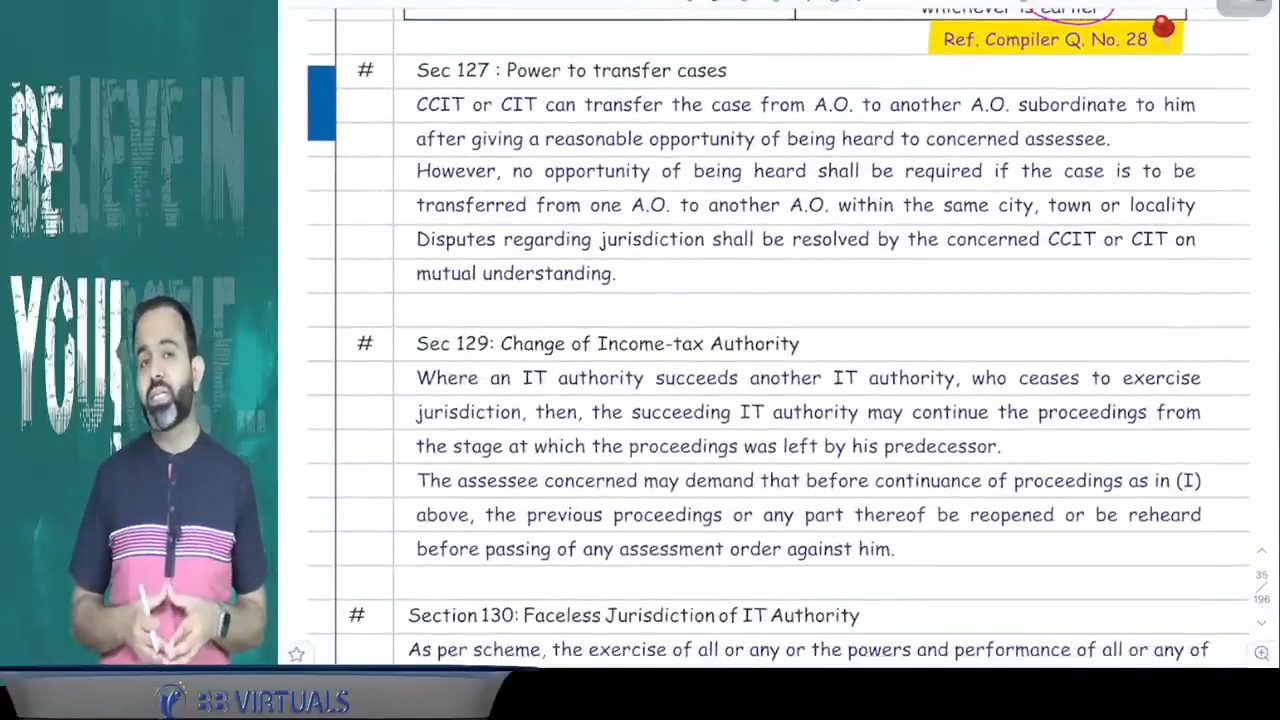 whichever is earlier
Ref. Compiler Q. No. 28
# Sec 127 : Power to transfer cases
CCIT or CIT can transfer the case from A.O. to another A.O. subordinate to him
after giving a reasonable opportunity of being heard to concerned assessee.
However, no opportunity of being heard shall be required if the case is to be
transferred from one A.O. to another A.O. within the same city, town or locality
Disputes regarding jurisdiction shall be resolved by the concerned CCIT or CIT on
mutual understanding.
# Sec 129: Change of Income-tax Authority
Where an IT authority succeeds another IT authority, who ceases to exercise
jurisdiction, then, the succeeding IT authority may continue the proceedings from
the stage at which the proceedings was left by his predecessor.
The assessee concerned may demand that before continuance of proceedings as in (I)
above, the previous proceedings or any part thereof be reopened or be reheard
before passing of any assessment order against him.
# Section 130: Faceless Jurisdiction of IT Authority
As per scheme, the exercise of all or any or the powers and performance of all or any of
35
196
BELIEVE IN
BB VIRTUALS